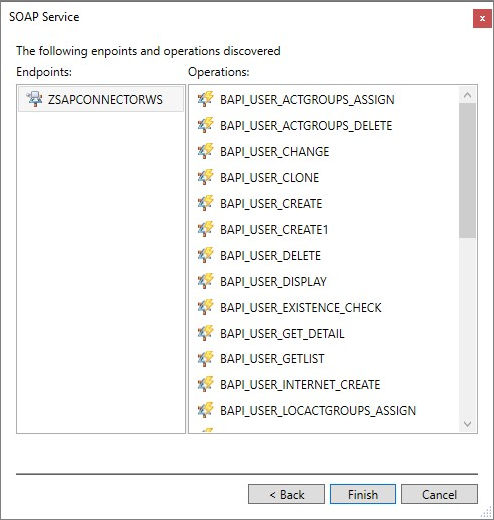 SOAP Service
x
The following enpoints and operations discovered
Endpoints:
Operations:
ZSAPCONNECTORWS
BAPI_USER_ACTGROUPS_ASSIGN
BAPI_USER_ACTGROUPS_DELETE
BAPI_USER_CHANGE
BAPI_USER_CLONE
BAPI_USER_CREATE
BAPI_USER_CREATE1
BAPI_USER_DELETE
BAPI_USER_DISPLAY
BAPI_USER_EXISTENCE_CHECK
BAPI_USER_GET_DETAIL
BAPI_USER_GETLIST
BAPI_USER_INTERNET_CREATE
BAPI_USER_LOCACTGROUPS_ASSIGN
< Back
Finish
Cancel